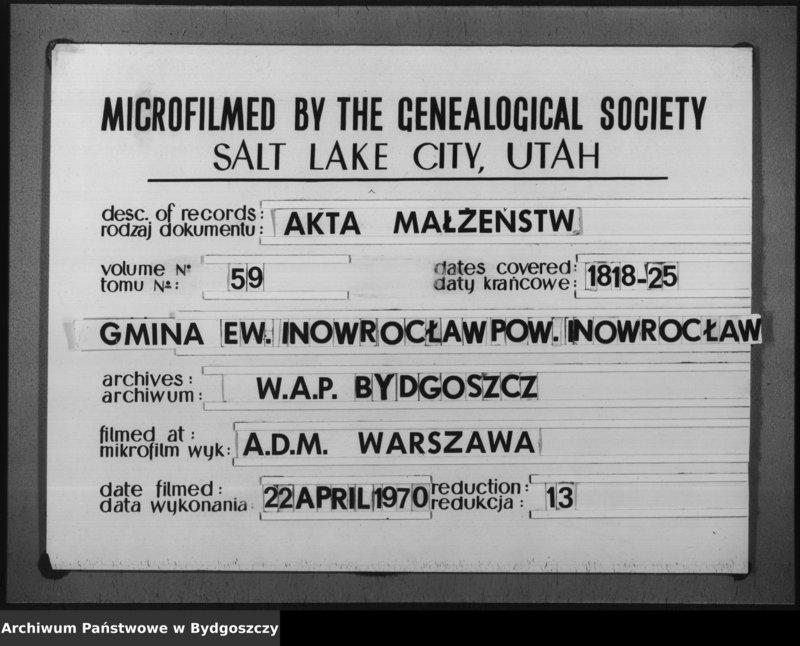 MICROFILMED BY THE GENEALOGICAL SOCIETY
SALT LAKE CITY, UTAH
desc. of records:
rodzaj dokumentu: AKTA MAŁŻEŃSTW
volume Nº
tomu Nº: 59
dates covered:
daty krańcowe: 1818-25
GMINA EW. INOWROCŁAW POW. INOWROCŁAW
archives:
archiwum: W.A.P. BYDGOSZCZ
filmed at:
mikrofilm wyk: A.D.M. WARSZAWA
date filmed:
data wykonania: 22 APRIL 1970
reduction:
redukcja: 13
Archiwum Państwowe w Bydgoszczy